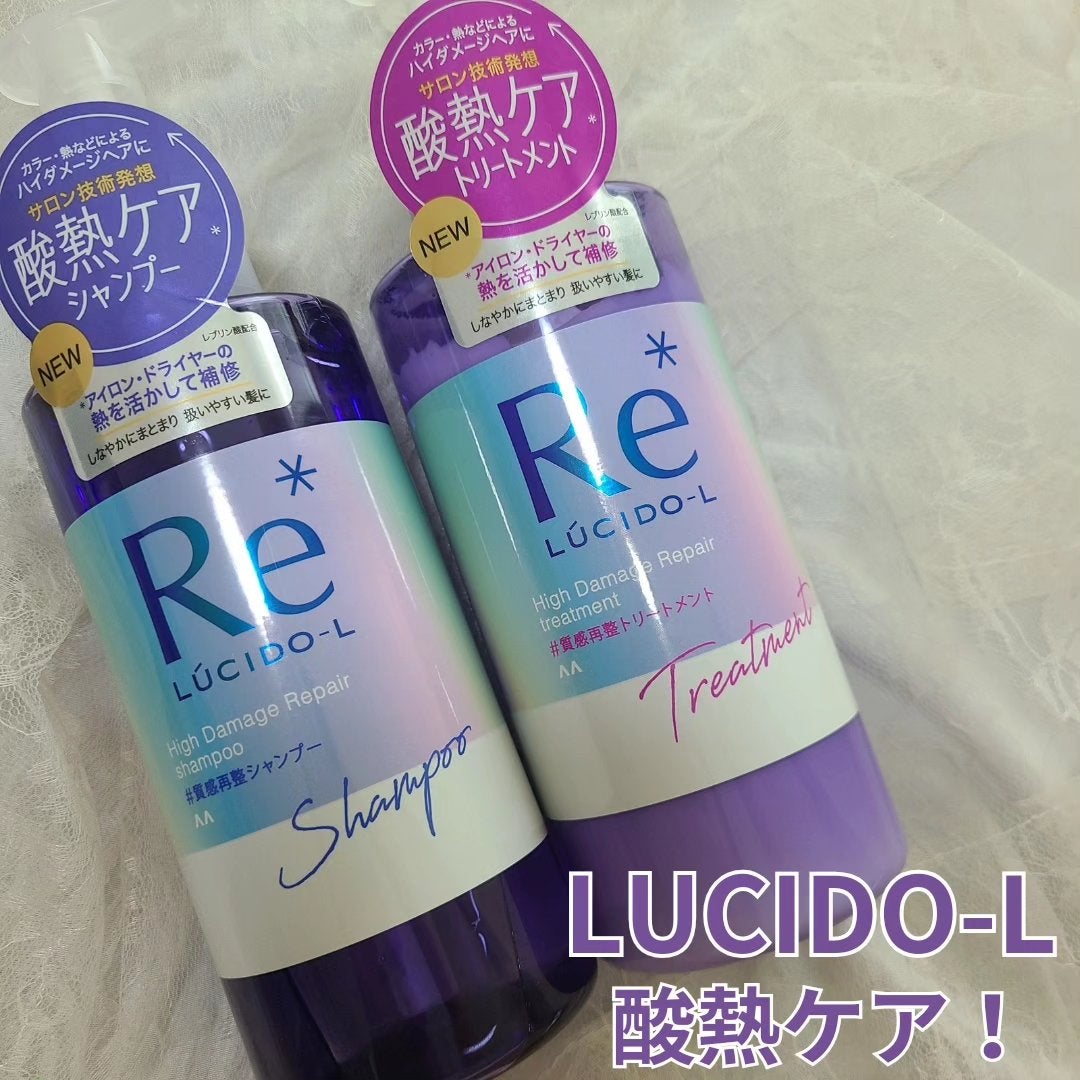 カラー・熱などによる
ハイダメージヘアに
サロン技術発想
酸熱ケア*
シャンプー
NEW
レブリン酸配合
*アイロン・ドライヤーの
熱を活かして補修
しなやかにまとまり 扱いやすい髪に
Re*
LÚCIDO-L
High Damage Repair
shampoo
#質感再整シャンプー
Shampoo
カラー・熱などによる
ハイダメージヘアに
サロン技術発想
酸熱ケア*
トリートメント
NEW
レブリン酸配合
*アイロン・ドライヤーの
熱を活かして補修
しなやかにまとまり 扱いやすい髪に
Re*
LÚCIDO-L
High Damage Repair
treatment
#質感再整トリートメント
Treatment
LUCIDO-L
酸熱ケア！